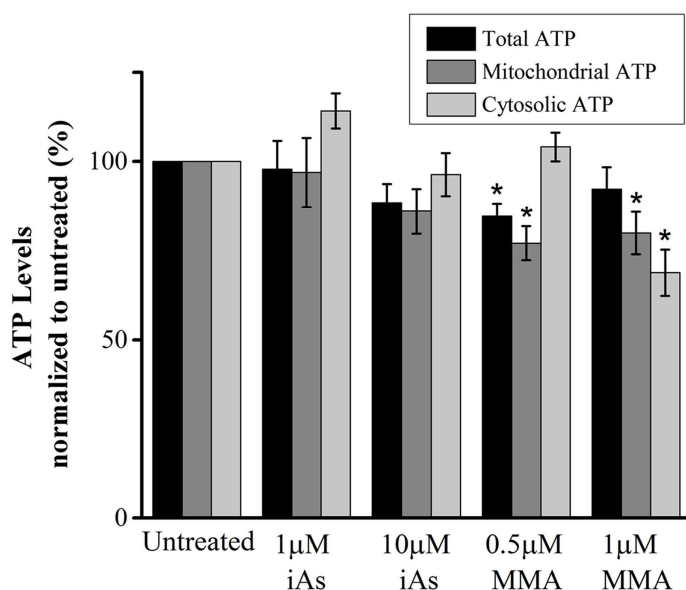 Total ATP
Mitochondrial ATP
Cytosolic ATP
ATP Levels
normalized to untreated (%)
100
50
0
* * * *
Untreated 1μM 10μM 0.5μM 1μM
iAs iAs MMA MMA